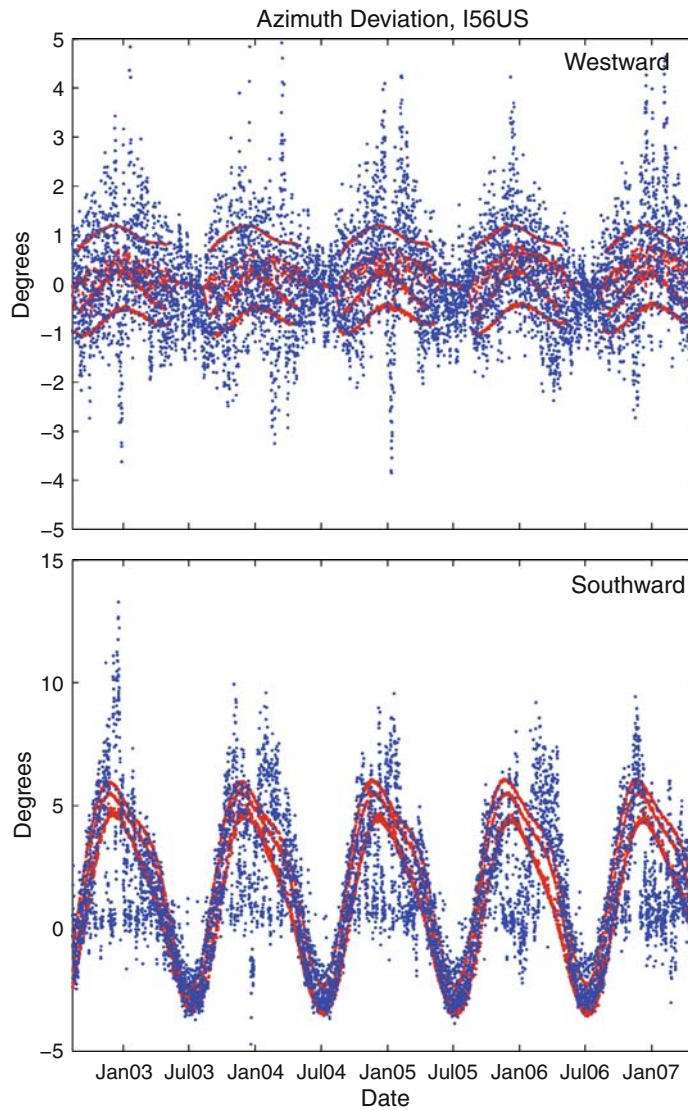 Azimuth Deviation, I56US
Westward
5
4
3
2
1
0
−1
−2
−3
−4
−5
Degrees
Southward
15
10
5
0
−5
Degrees
Jan03 Jul03 Jan04 Jul04 Jan05 Jul05 Jan06 Jul06 Jan07
Date